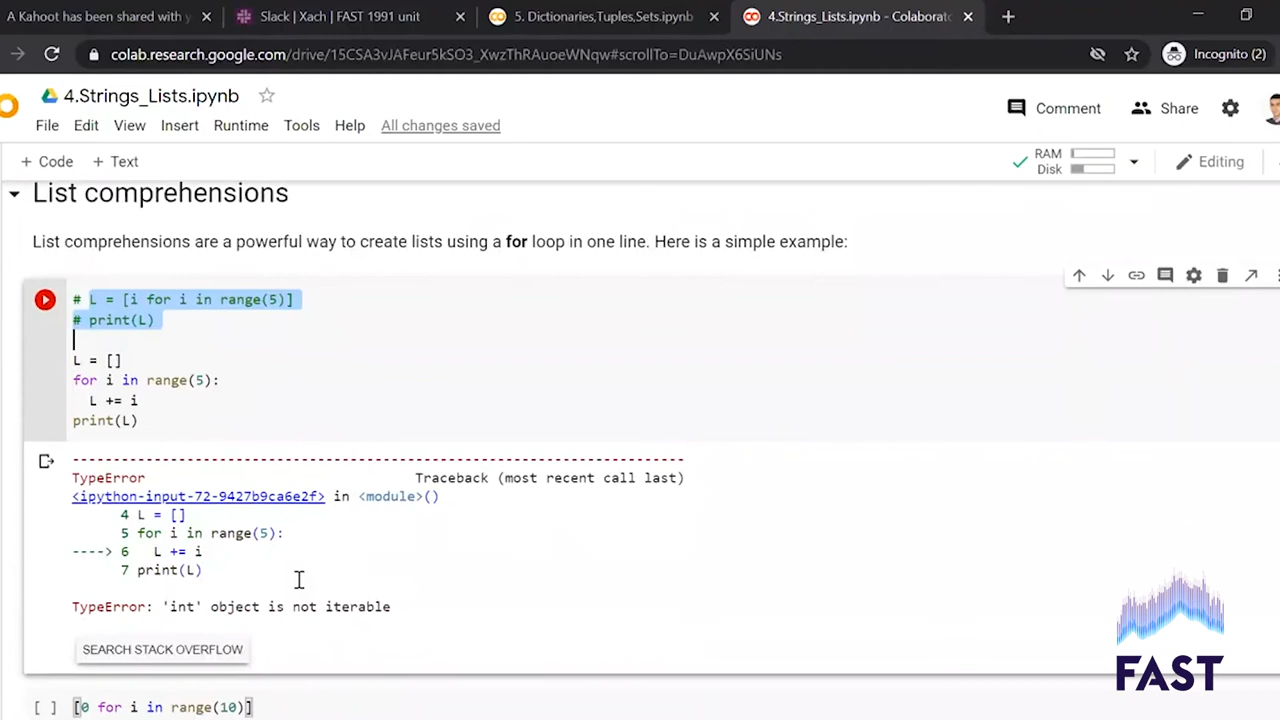 A Kahoot has been shared with y
Slack | Xach | FAST 1991 unit
5. Dictionaries,Tuples,Sets.ipynb
4.Strings_Lists.ipynb - Colaborat
colab.research.google.com/drive/15CSA3vJAFeur5kSO3_XwzThRAuoeWNqw#scrollTo=DuAwpX6SiUNs
Incognito (2)
4.Strings_Lists.ipynb
Comment
Share
File Edit View Insert Runtime Tools Help All changes saved
+ Code + Text
RAM
Disk
Editing
List comprehensions
List comprehensions are a powerful way to create lists using a for loop in one line. Here is a simple example:
# L = [i for i in range(5)]
# print(L)
L = []
for i in range(5):
L += i
print(L)
---------------------------------------------------------------------------
TypeError Traceback (most recent call last)
<ipython-input-72-9427b9ca6e2f> in <module>()
4 L = []
5 for i in range(5):
----> 6 L += i
7 print(L)
TypeError: 'int' object is not iterable
SEARCH STACK OVERFLOW
FAST
[ ] [0 for i in range(10)]